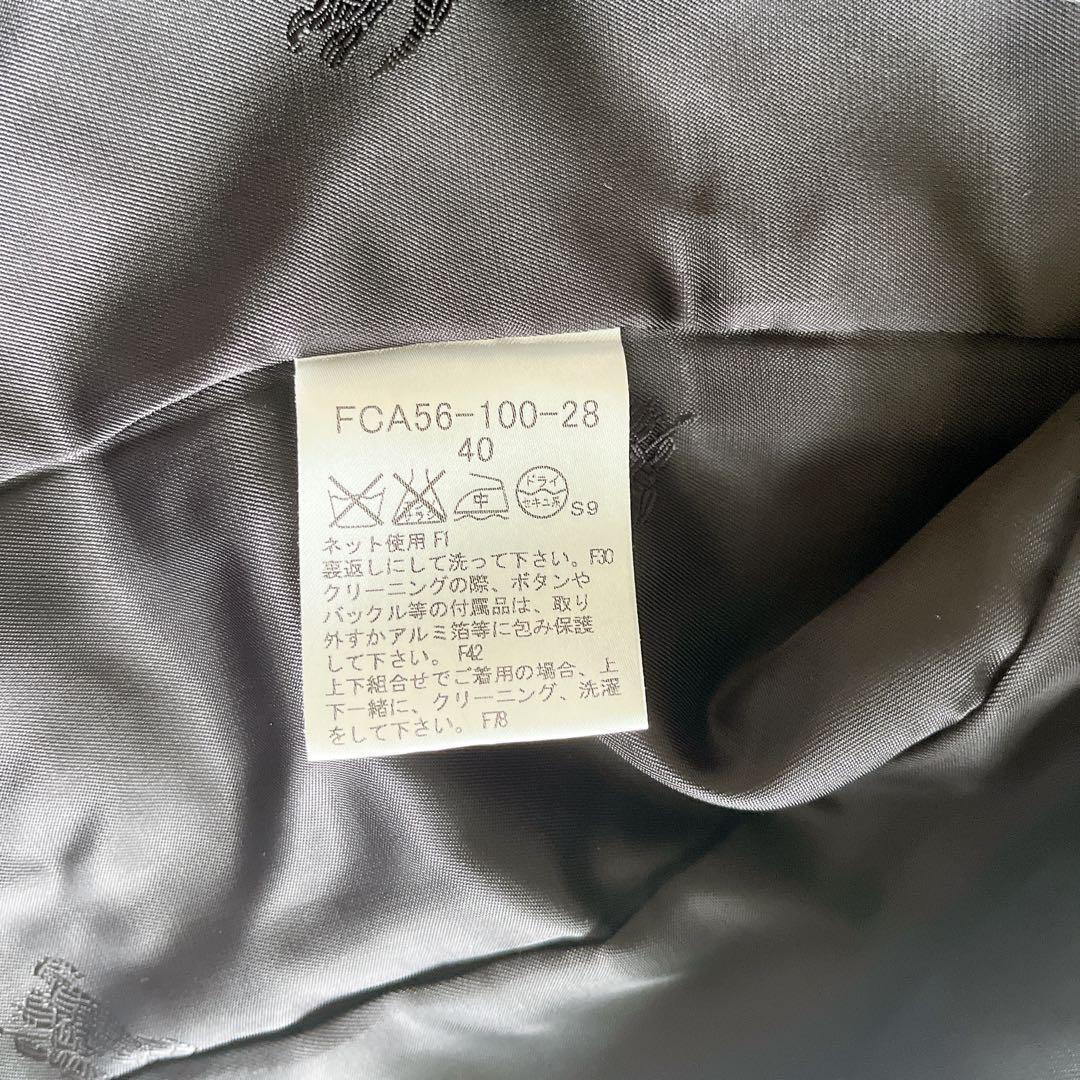 FCA56-100-28
40
中 ドライ
セキユ系
S9
ネット使用 F1
裏返しにして洗って下さい。F30
クリーニングの際、ボタンや
バックル等の付属品は、取り
外すかアルミ箔等に包み保護
して下さい。 F42
上下組合せでご着用の場合、上
下一緒に、クリーニング、洗濯
をして下さい。 F78